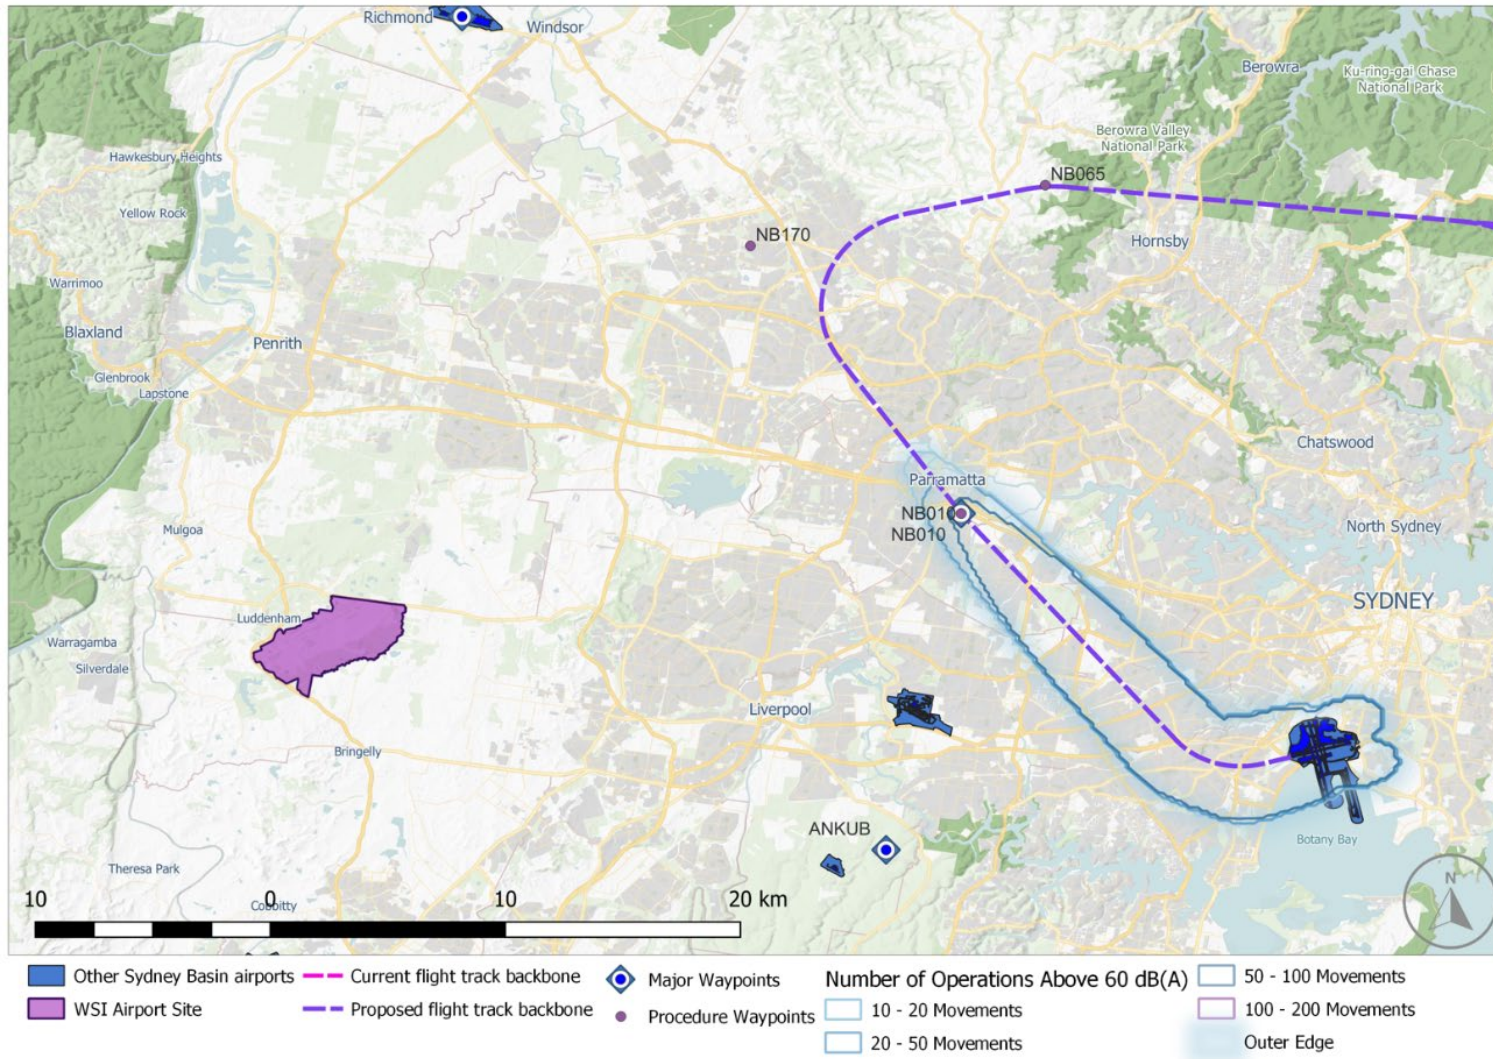 Richmond
Windsor
Berowra
Ku-ring-gai Chase
National Park
Berowra Valley
National Park
Hawkesbury Heights
NB065
Yellow Rock
NB170
Hornsby
Warrimoo
Blaxland
Penrith
Glenbrook
Lapstone
Chatswood
Parramatta
NB010
NB010
North Sydney
Mulgoa
SYDNEY
Luddenham
Warragamba
Silverdale
Liverpool
Bringelly
ANKUB
Botany Bay
Theresa Park
N
10 0 10 20 km
Cobbitty
Other Sydney Basin airports
WSI Airport Site
Current flight track backbone
Proposed flight track backbone
Major Waypoints
Procedure Waypoints
Number of Operations Above 60 dB(A)
10 - 20 Movements
20 - 50 Movements
50 - 100 Movements
100 - 200 Movements
Outer Edge